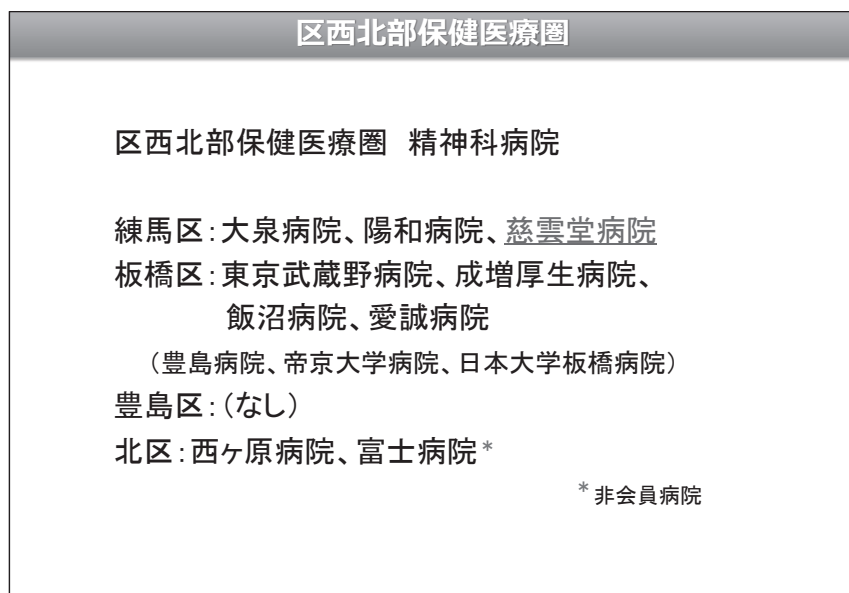 区西北部保健医療圏
区西北部保健医療圏　精神科病院
練馬区：大泉病院、陽和病院、慈雲堂病院
板橋区：東京武蔵野病院、成増厚生病院、
飯沼病院、愛誠病院
（豊島病院、帝京大学病院、日本大学板橋病院）
豊島区：（なし）
北区：西ヶ原病院、富士病院*
*非会員病院